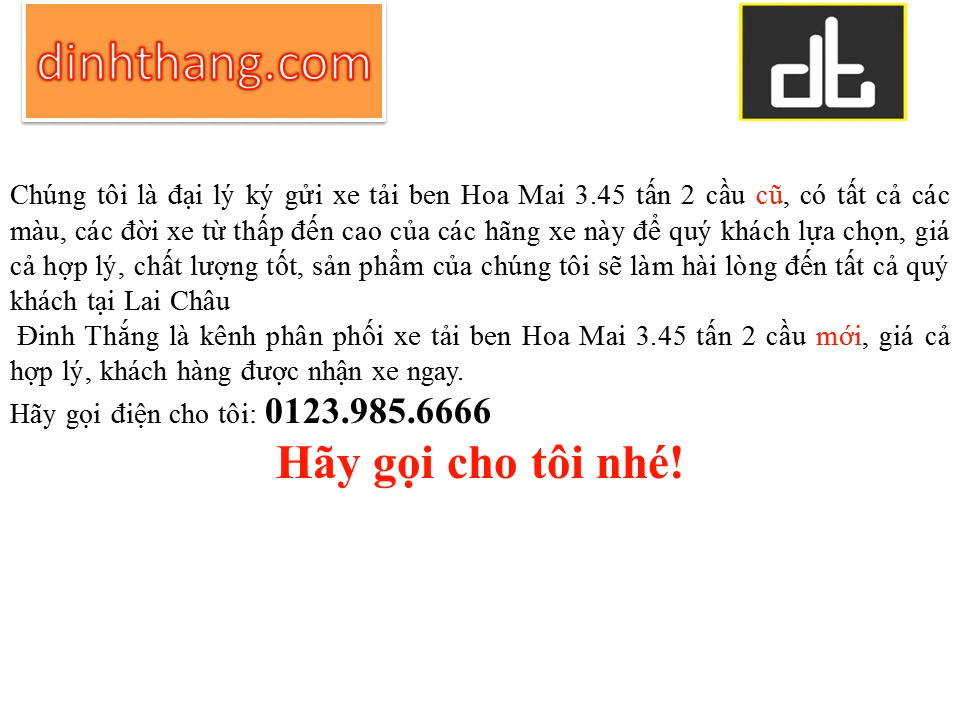 dinhthang.com
dt
Chúng tôi là đại lý ký gửi xe tải ben Hoa Mai 3.45 tấn 2 cầu cũ, có tất cả các
màu, các đời xe từ thấp đến cao của các hãng xe này để quý khách lựa chọn, giá
cả hợp lý, chất lượng tốt, sản phẩm của chúng tôi sẽ làm hài lòng đến tất cả quý
khách tại Lai Châu
Đinh Thắng là kênh phân phối xe tải ben Hoa Mai 3.45 tấn 2 cầu mới, giá cả
hợp lý, khách hàng được nhận xe ngay.
Hãy gọi điện cho tôi: 0123.985.6666
Hãy gọi cho tôi nhé!